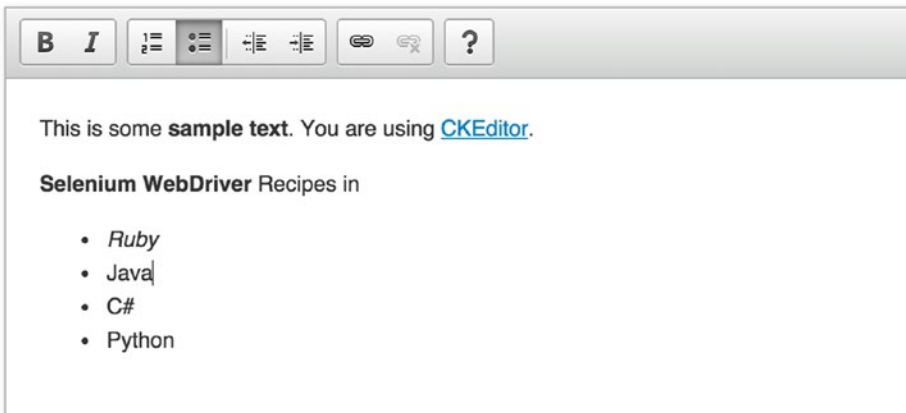 B I ?
This is some sample text. You are using CKEditor.
Selenium WebDriver Recipes in
• Ruby
• Java
• C#
• Python